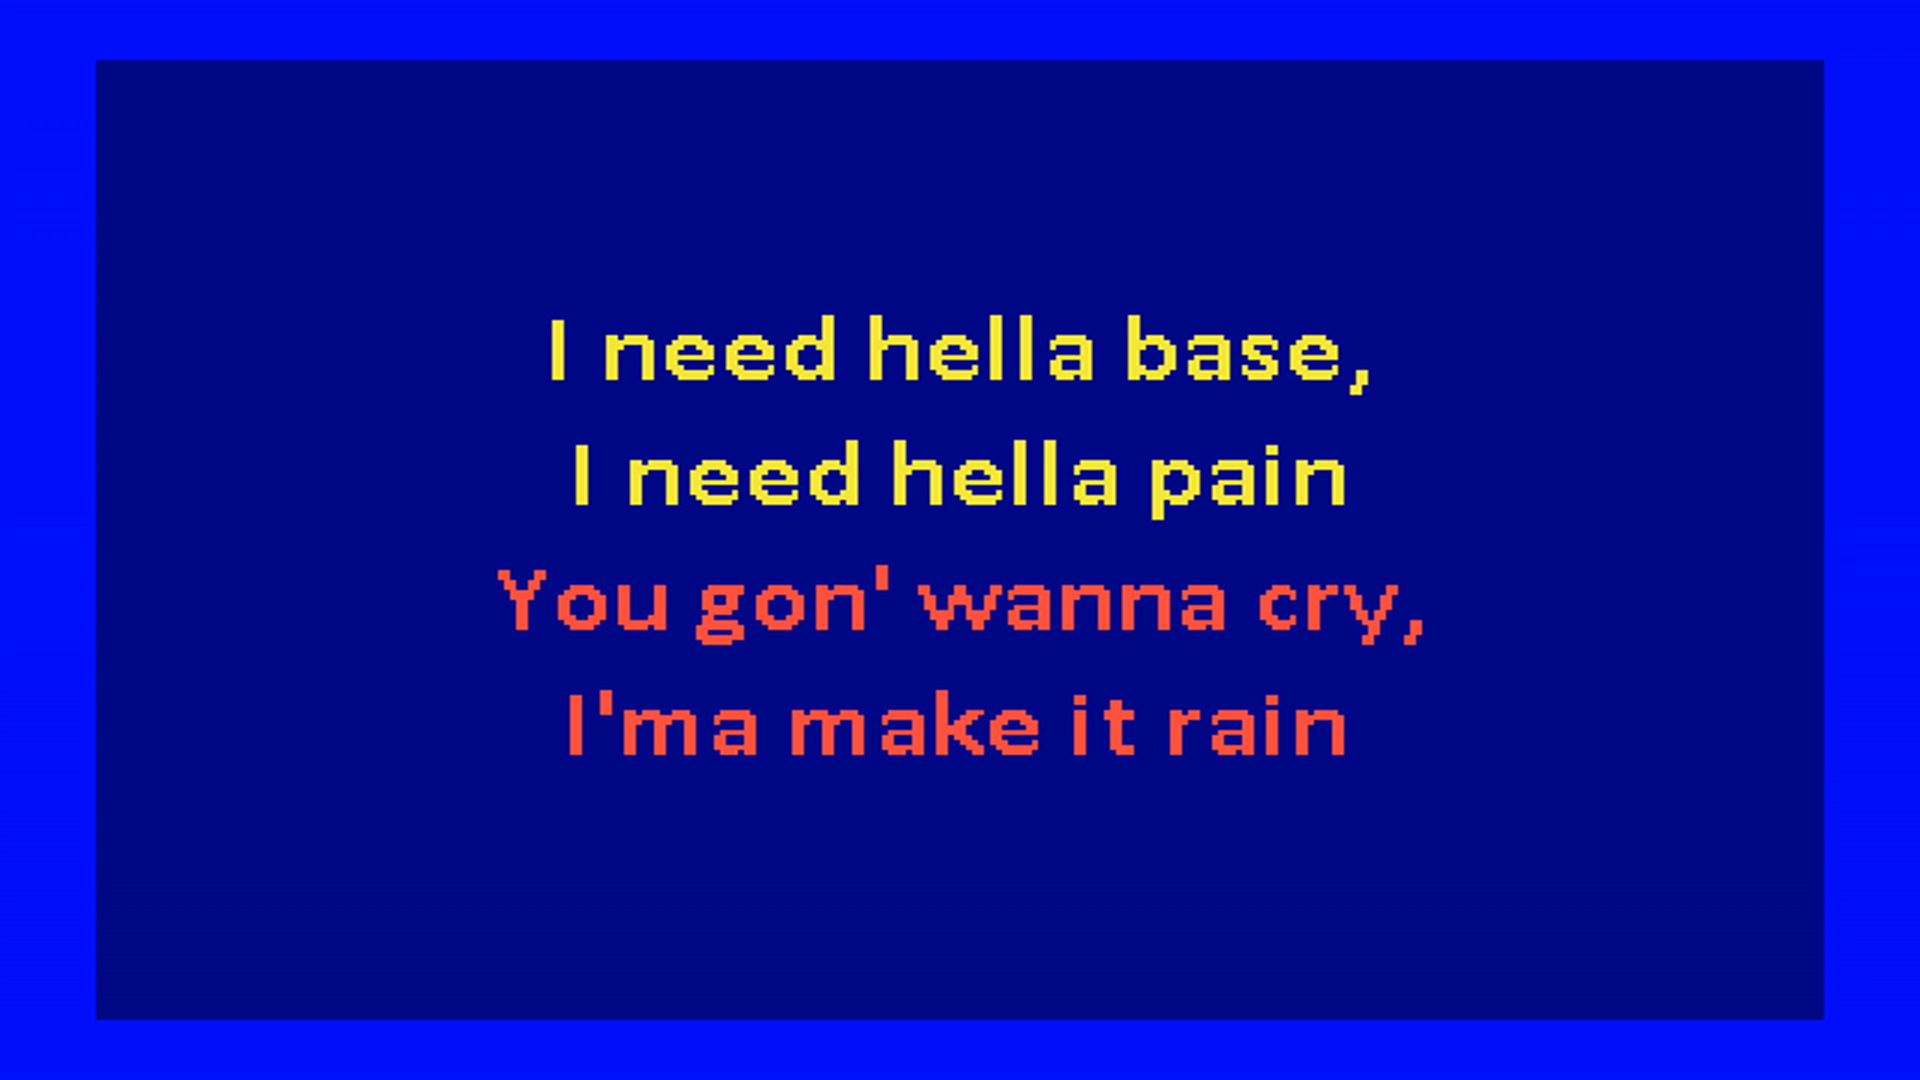 I need hella base,
I need hella pain
You gon' wanna cry,
I'ma make it rain